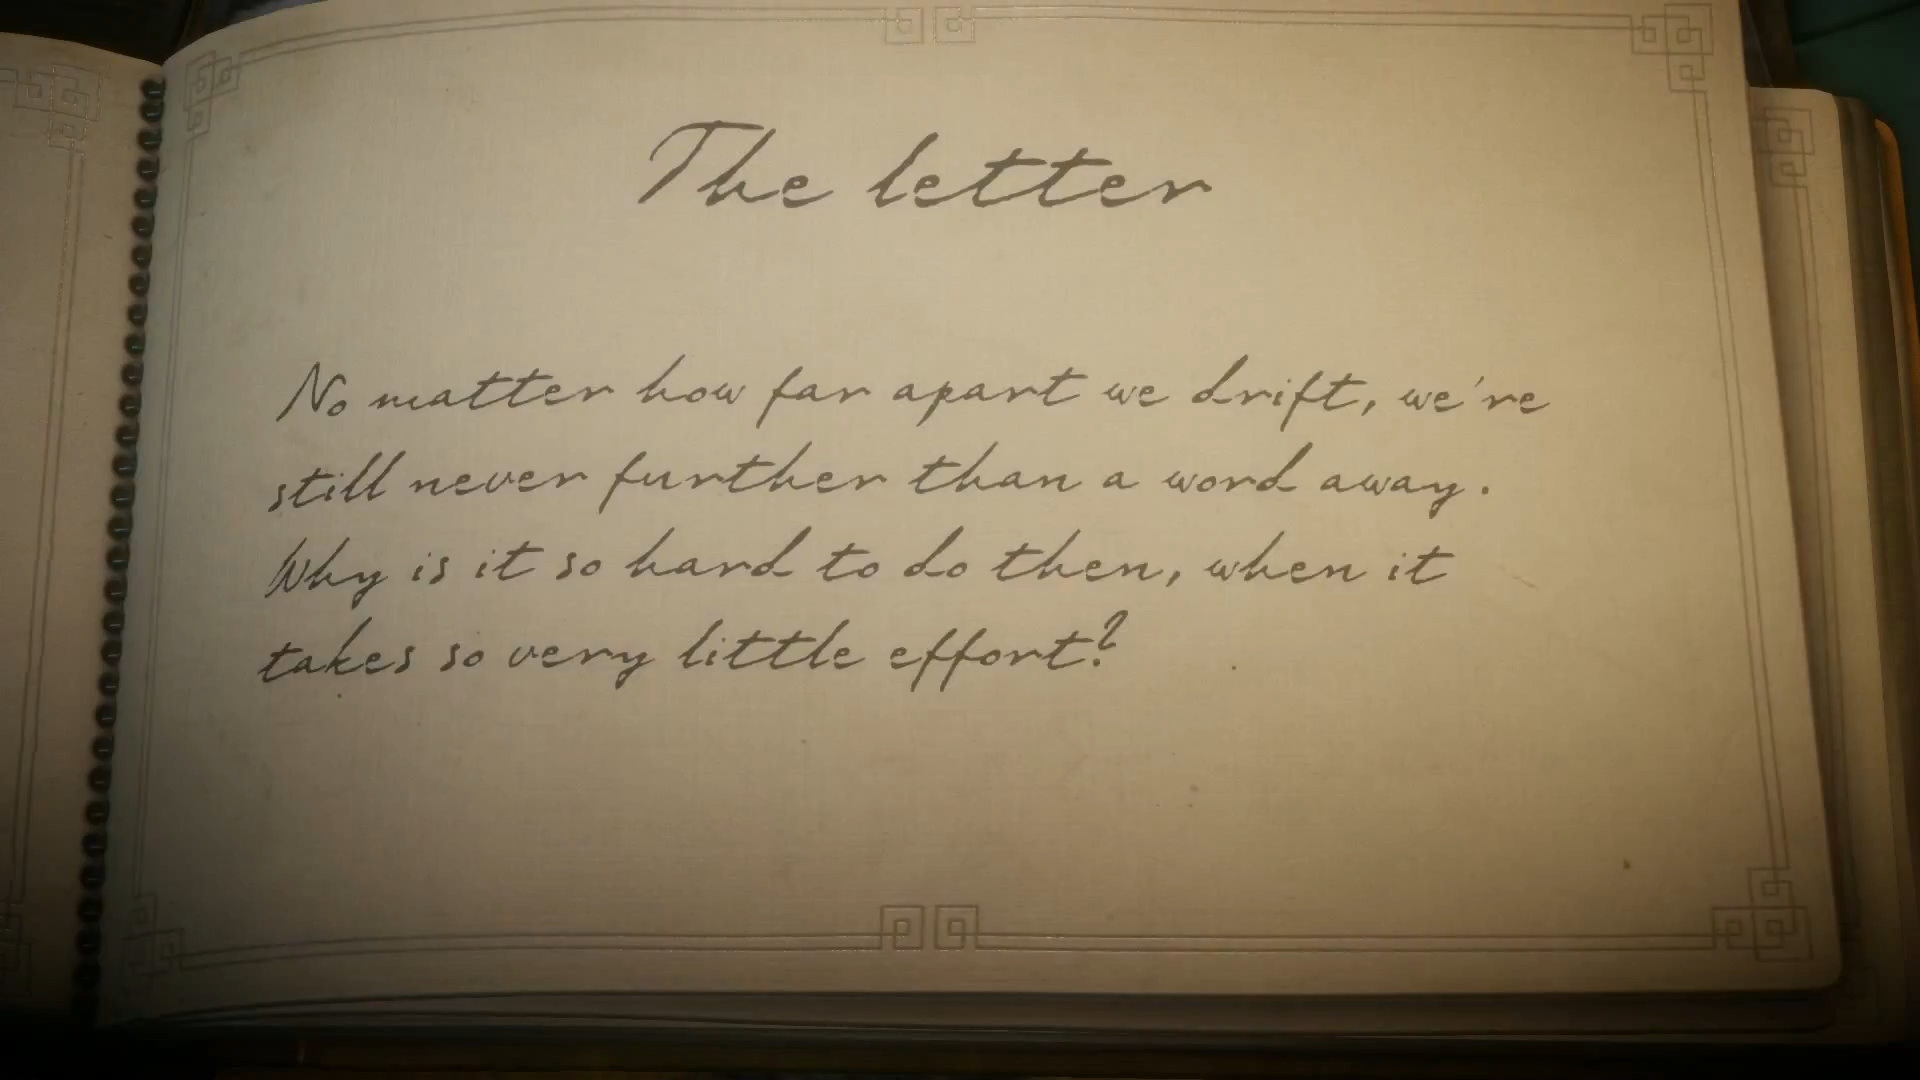 The letter
No matter how far apart we drift, we're
still never further than a word away.
Why is it so hard to do then, when it
takes so very little effort?